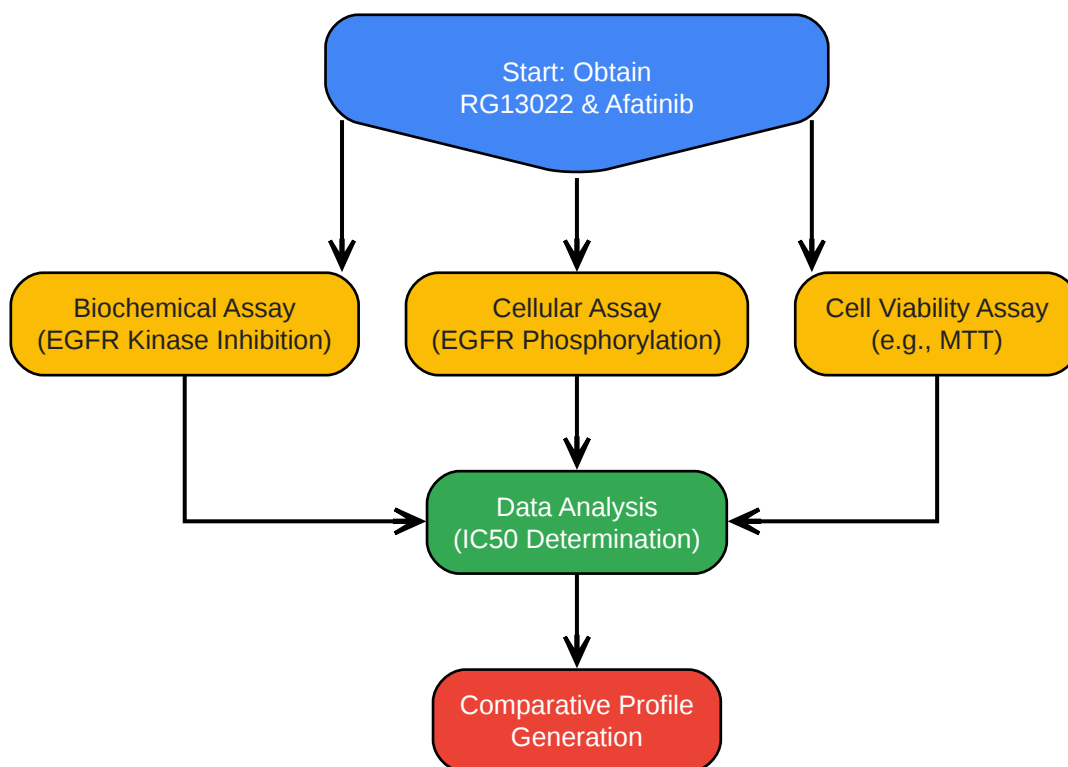 Start: Obtain
RG13022 & Afatinib
Biochemical Assay
(EGFR Kinase Inhibition)
Cellular Assay
(EGFR Phosphorylation)
Cell Viability Assay
(e.g., MTT)
Data Analysis
(IC50 Determination)
Comparative Profile
Generation